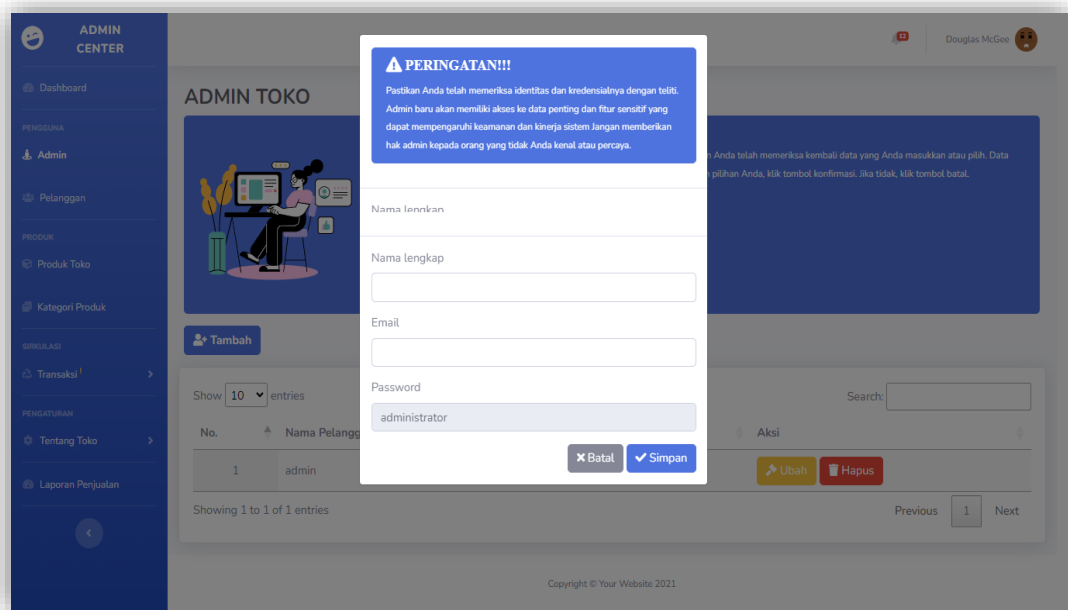 ADMIN
CENTER
Dashboard
PENGGUNA
Admin
Pelanggan
PRODUK
Produk Toko
Kategori Produk
SIRKULASI
Transaksi !
PENGATURAN
Tentang Toko
Laporan Penjualan
Douglas McGee
ADMIN TOKO
Anda telah memeriksa kembali data yang Anda masukkan atau pilih. Data
pilihan Anda, klik tombol konfirmasi. Jika tidak, klik tombol batal.
Tambah
PERINGATAN!!!
Pastikan Anda telah memeriksa identitas dan kredensialnya dengan teliti.
Admin baru akan memiliki akses ke data penting dan fitur sensitif yang
dapat mempengaruhi keamanan dan kinerja sistem Jangan memberikan
hak admin kepada orang yang tidak Anda kenal atau percaya.
Nama lengkap
Nama lengkap
Email
Password
administrator
Batal Simpan
Show 10 entries Search:
No. Nama Pelangg Aksi
1 admin Ubah Hapus
Showing 1 to 1 of 1 entries Previous 1 Next
Copyright © Your Website 2021